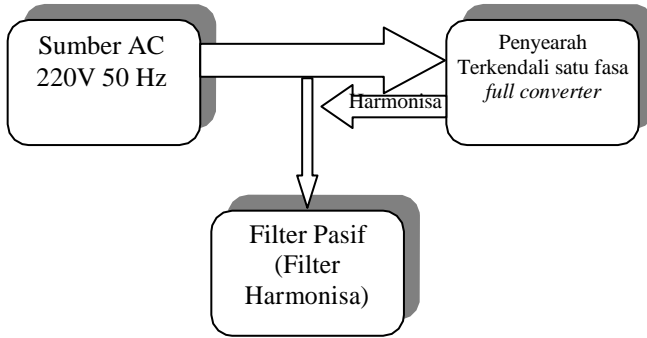 Sumber AC
220V 50 Hz
Penyearah
Terkendali satu fasa
full converter
Harmonisa
Filter Pasif
(Filter
Harmonisa)